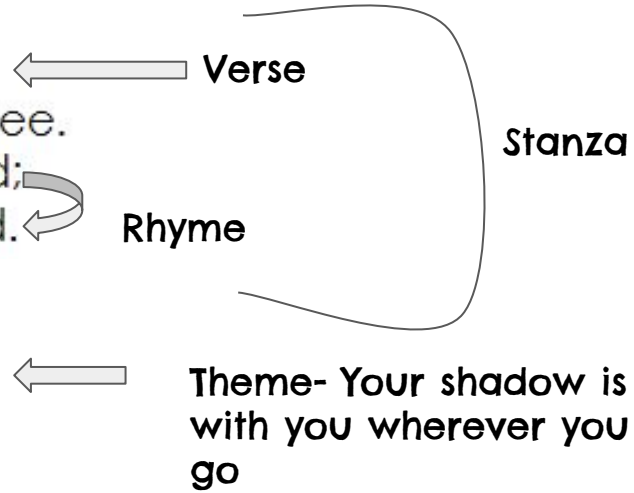 Verse
ee.
Stanza
d;
Rhyme
d.
Theme- Your shadow is
with you wherever you
go